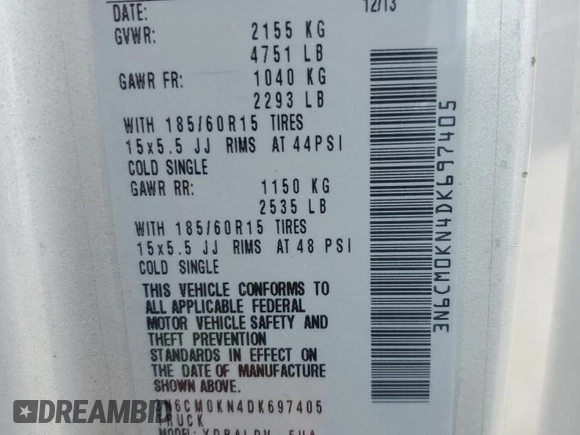 DATE: 12/13
GVWR: 2155 KG
4751 LB
GAWR FR: 1040 KG
2293 LB
WITH 185/60R15 TIRES
15x5.5 JJ RIMS AT 44PSI
COLD SINGLE
GAWR RR: 1150 KG
2535 LB
WITH 185/60R15 TIRES
15x5.5 JJ RIMS AT 48 PSI
COLD SINGLE
THIS VEHICLE CONFORMS TO
ALL APPLICABLE FEDERAL
MOTOR VEHICLE SAFETY AND
THEFT PREVENTION
STANDARDS IN EFFECT ON
THE DATE OF MANUFACTURE
SHOWN ABOVE.
3N6CM0KN4DK697405
TRUCK
3N6CM0KN4DK697405
DREAMBID
DREAMBID.COM